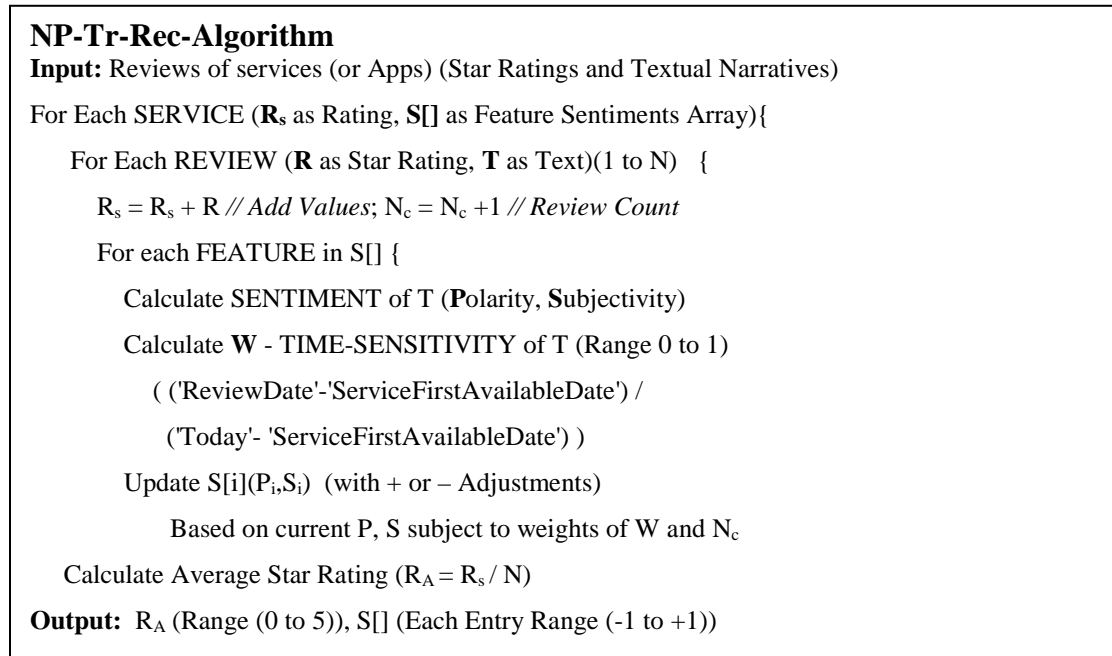 NP-Tr-Rec-Algorithm
Input: Reviews of services (or Apps) (Star Ratings and Textual Narratives)
For Each SERVICE (Rs as Rating, S[] as Feature Sentiments Array){
For Each REVIEW (R as Star Rating, T as Text)(1 to N) {
Rs = Rs + R // Add Values; Nc = Nc +1 // Review Count
For each FEATURE in S[] {
Calculate SENTIMENT of T (Polarity, Subjectivity)
Calculate W - TIME-SENSITIVITY of T (Range 0 to 1)
( ('ReviewDate'-'ServiceFirstAvailableDate') /
('Today'- 'ServiceFirstAvailableDate') )
Update S[i](Pi,Si) (with + or – Adjustments)
Based on current P, S subject to weights of W and Nc
Calculate Average Star Rating (RA = Rs / N)
Output: RA (Range (0 to 5)), S[] (Each Entry Range (-1 to +1))